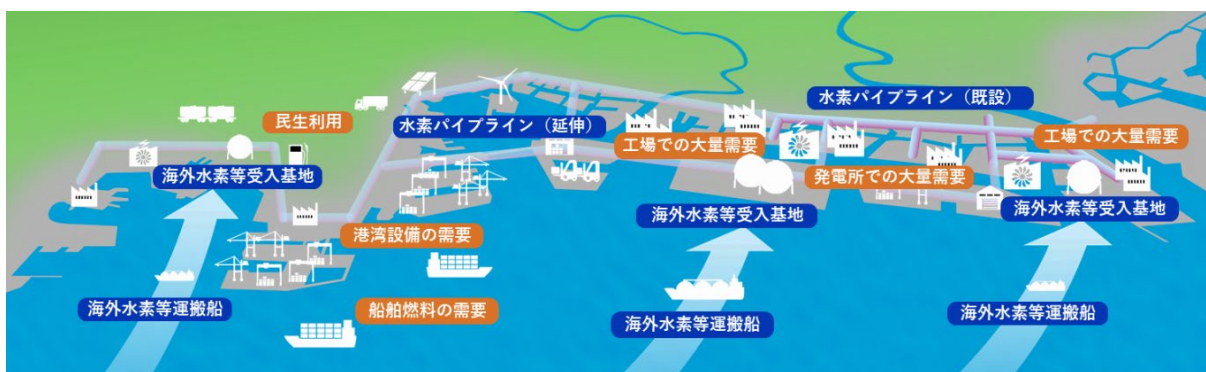 民生利用
海外水素等受入基地
水素パイプライン（延伸）
港湾設備の需要
船舶燃料の需要
海外水素等運搬船
工場での大量需要
水素パイプライン（既設）
発電所での大量需要
海外水素等受入基地
海外水素等運搬船
工場での大量需要
海外水素等受入基地
海外水素等運搬船